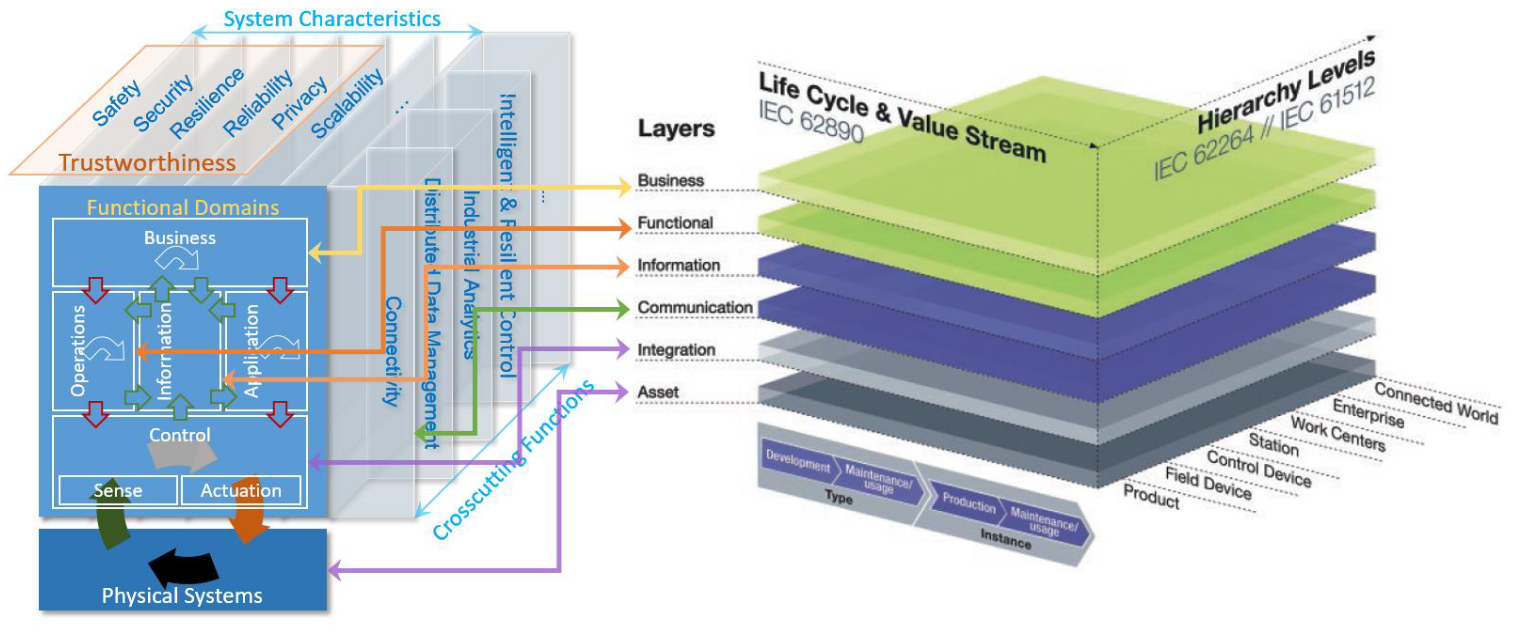 System Characteristics
Safety
Security
Resilience
Reliability
Privacy
Scalability
...
Trustworthiness
Functional Domains
Business
Operations
Information
Application
Control
Sense
Actuation
Physical Systems
Connectivity
Distributed Data Management
Industrial Analytics
Intelligent & Resilient Control
...
Crosscutting Functions
Layers
Business
Functional
Information
Communication
Integration
Asset
Life Cycle & Value Stream
IEC 62890
Hierarchy Levels
IEC 62264 // IEC 61512
Connected World
Enterprise
Work Centers
Station
Control Device
Field Device
Product
Development
Maintenance/
usage
Type
Production
Maintenance/
usage
Instance